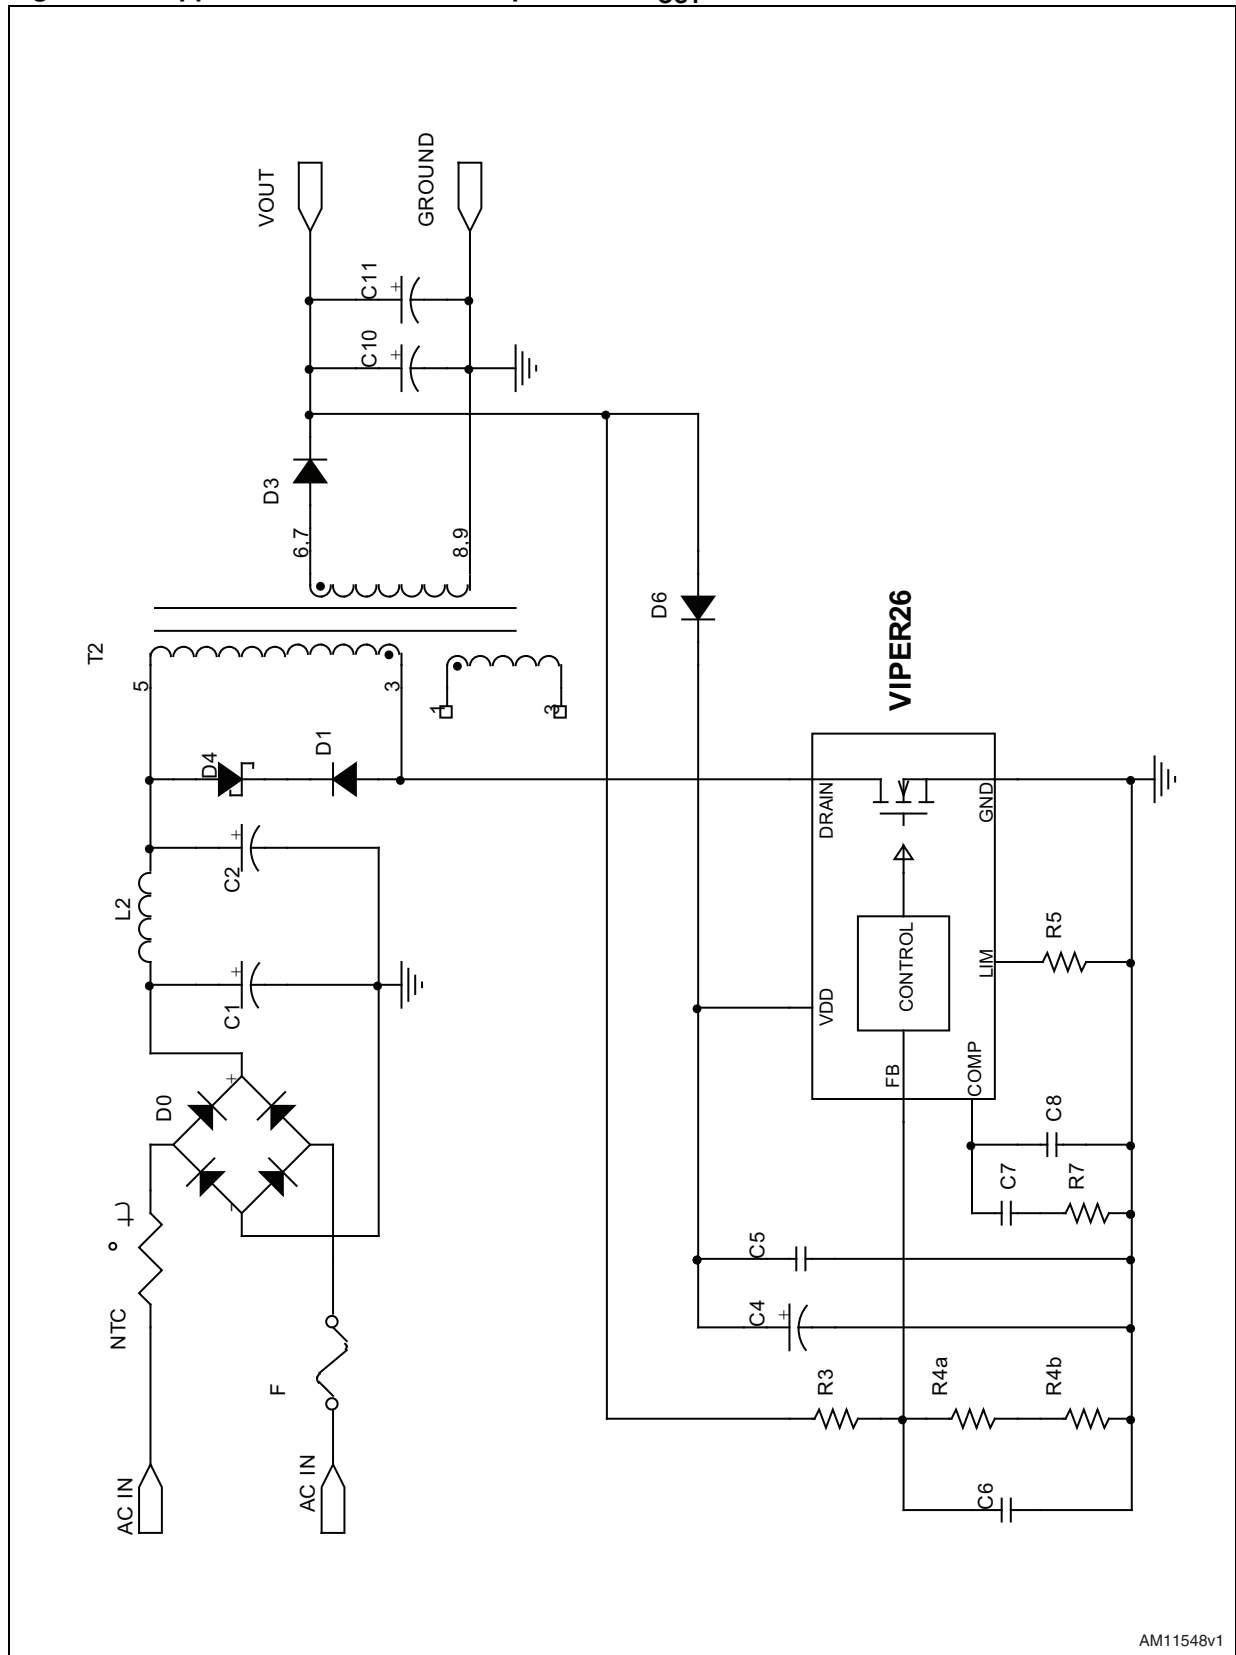 VOUT
GROUND
C11
+
C10
+
D3
6,7
8,9
T2
5
3
1
3
D4
D1
D6
VIPER26
C2
+
L2
C1
+
DRAIN
GND
CONTROL
VDD
LIM
R5
FB
COMP
D0
+
-
C8
C7
R7
C5
C4
+
NTC
F
R3
R4a
R4b
AC IN
AC IN
C6
AM11548v1